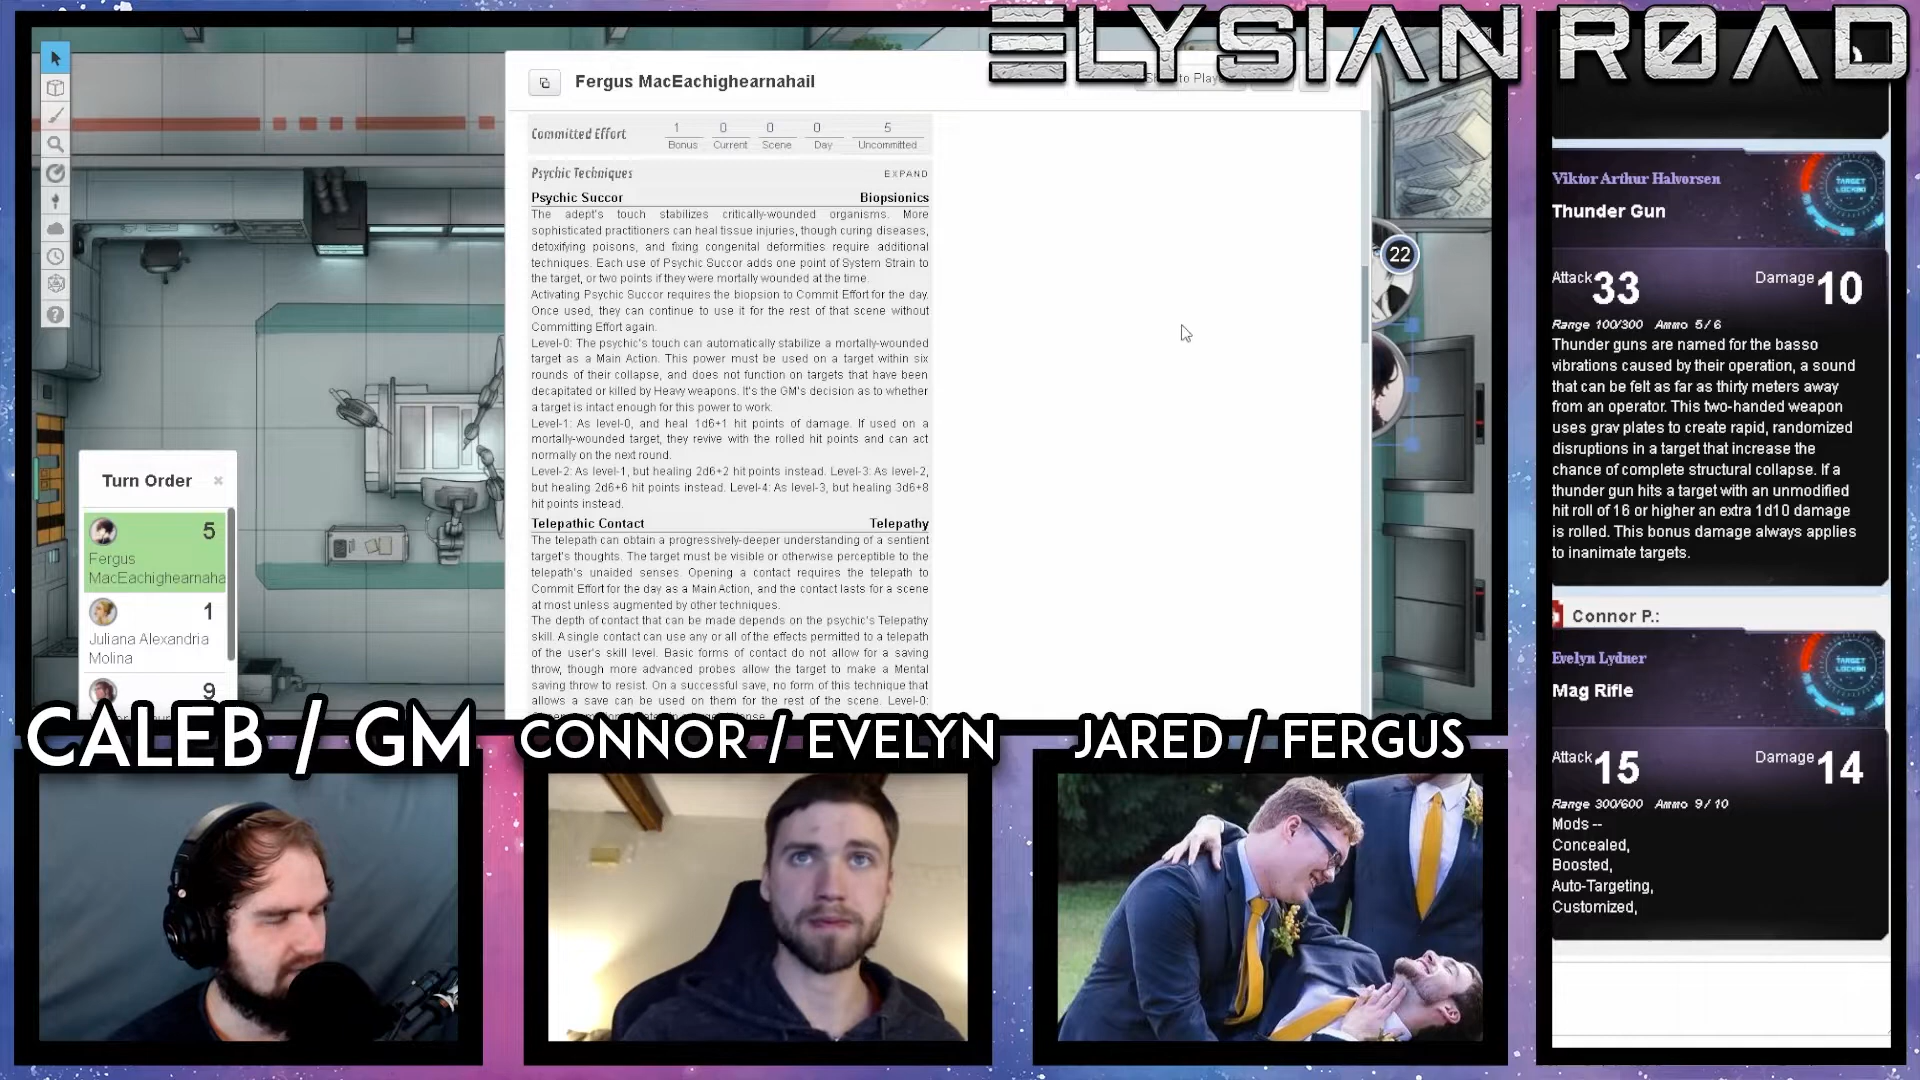 ELYSIAN ROAD
Fergus MacEachighearnahail
Committed Effort
1 0 0 0 5
Bonus Current Scene Day Uncommitted
Psychic Techniques EXPAND
Psychic Succor Biopsionics
The adept's touch stabilizes critically-wounded organisms. More
sophisticated practitioners can heal tissue injuries, though curing diseases,
detoxifying poisons, and fixing congenital deformities require additional
techniques. Each use of Psychic Succor adds one point of System Strain to
the target, or two points if they were mortally wounded at the time.
Activating Psychic Succor requires the biopsion to Commit Effort for the day.
Once used, they can continue to use it for the rest of that scene without
Committing Effort again.
Level-0: The psychic's touch can automatically stabilize a mortally-wounded
target as a Main Action. This power must be used on a target within six
rounds of their collapse, and does not function on targets that have been
decapitated or killed by Heavy weapons. It's the GM's decision as to whether
a target is intact enough for this power to work.
Level-1: As level-0, and heal 1d6+1 hit points of damage. If used on a
mortally-wounded target, they revive with the rolled hit points and can act
normally on the next round.
Level-2: As level-1, but healing 2d6+2 hit points instead. Level-3: As level-2,
but healing 2d6+6 hit points instead. Level-4: As level-3, but healing 3d6+8
hit points instead.
Telepathic Contact Telepathy
The telepath can obtain a progressively-deeper understanding of a sentient
target's thoughts. The target must be visible or otherwise perceptible to the
telepath's unaided senses. Opening a contact requires the telepath to
Commit Effort for the day as a Main Action, and the contact lasts for a scene
at most unless augmented by other techniques.
The depth of contact that can be made depends on the psychic's Telepathy
skill. A single contact can use any or all of the effects permitted to a telepath
of the user's skill level. Basic forms of contact do not allow for a saving
throw, though more advanced probes allow the target to make a Mental
saving throw to resist. On a successful save, no form of this technique that
allows a save can be used on them for the rest of the scene. Level-0:
22
Turn Order ×
Fergus 5
MacEachighearnaha
Juliana Alexandria 1
Molina
9
CALEB / GM
CONNOR / EVELYN
JARED / FERGUS
Viktor Arthur Halvorsen
Thunder Gun
TARGET
LOCKED
Attack 33 Damage 10
Range 100/300 Ammo 5/6
Thunder guns are named for the basso
vibrations caused by their operation, a sound
that can be felt as far as thirty meters away
from an operator. This two-handed weapon
uses grav plates to create rapid, randomized
disruptions in a target that increase the
chance of complete structural collapse. If a
thunder gun hits a target with an unmodified
hit roll of 16 or higher an extra 1d10 damage
is rolled. This bonus damage always applies
to inanimate targets.
Connor P.:
Evelyn Lydner
Mag Rifle
TARGET
LOCKED
Attack 15 Damage 14
Range 300/600 Ammo 9/10
Mods --
Concealed,
Boosted,
Auto-Targeting,
Customized,